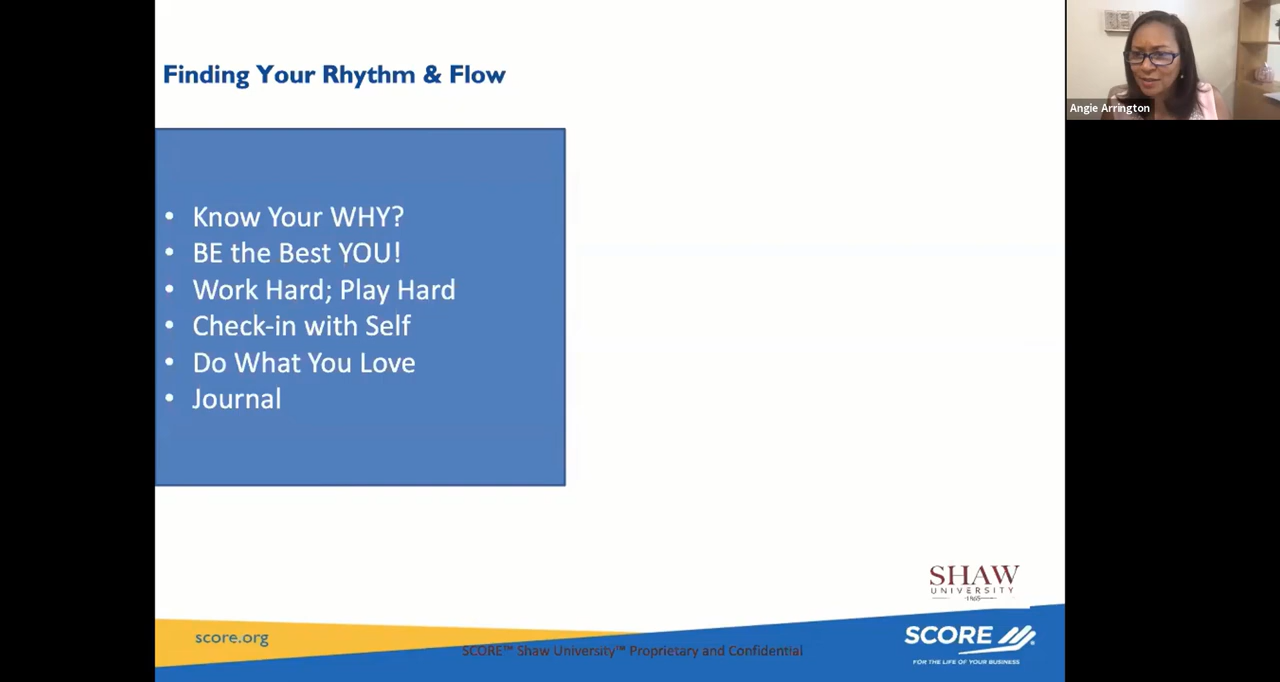 Finding Your Rhythm & Flow
Angie Arrington
• Know Your WHY?
• BE the Best YOU!
• Work Hard; Play Hard
• Check-in with Self
• Do What You Love
• Journal
SHAW
UNIVERSITY
score.org
SCORE™ Shaw University™ Proprietary and Confidential
SCORE
FOR THE LIFE OF YOUR BUSINESS